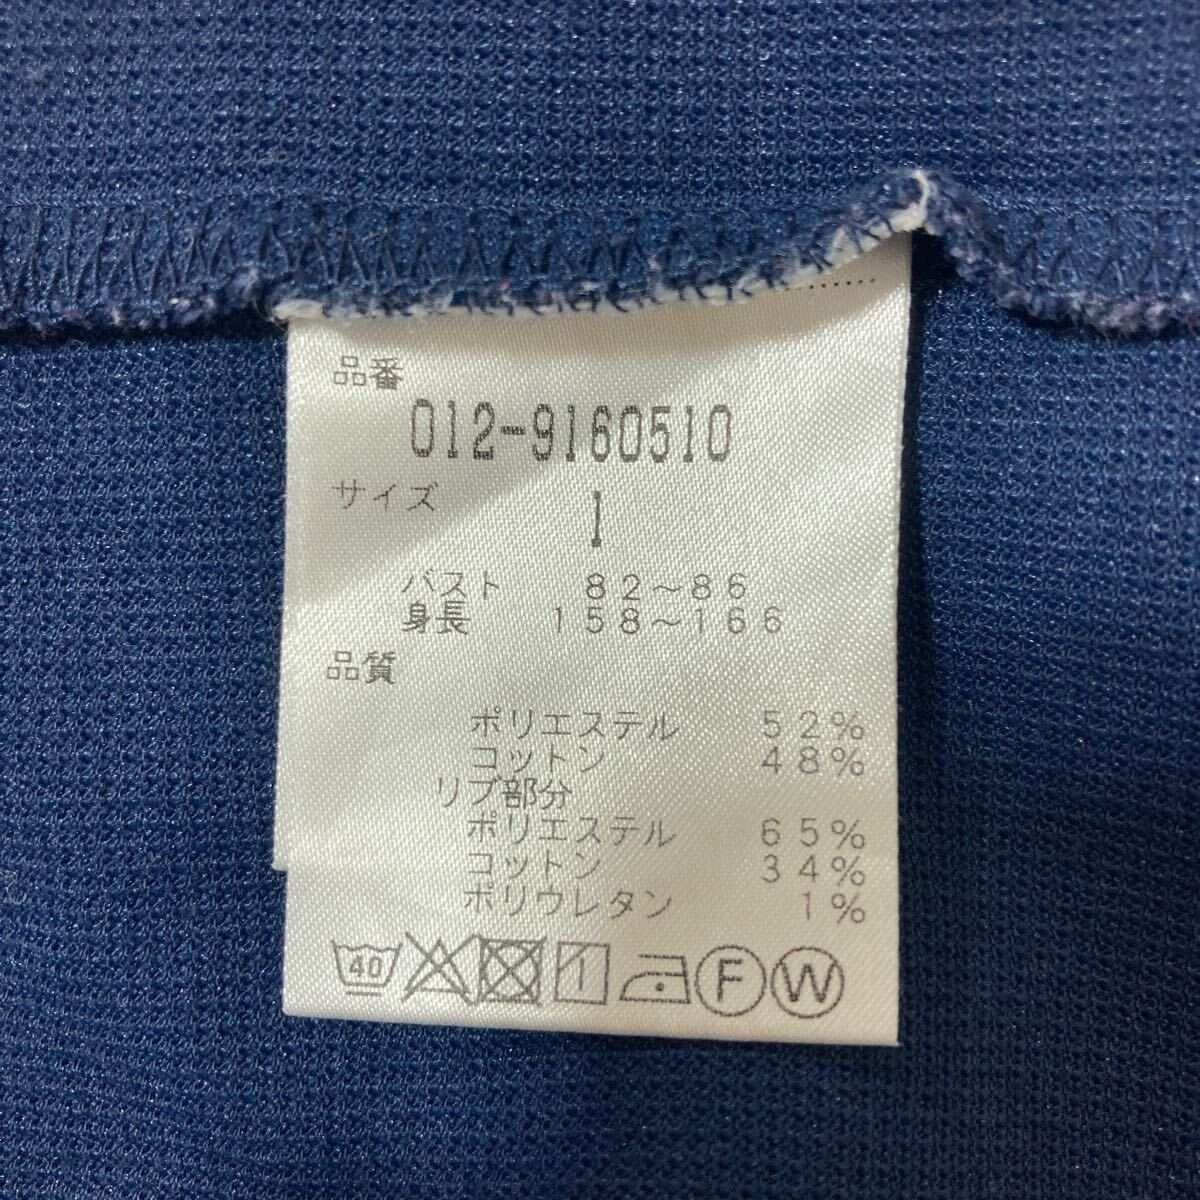 品番
012-9160510
サイズ 1
バスト 82~86
身長 158~166
品質
ポリエステル 52%
コットン 48%
リブ部分
ポリエステル 65%
コットン 34%
ポリウレタン 1%
40 F W